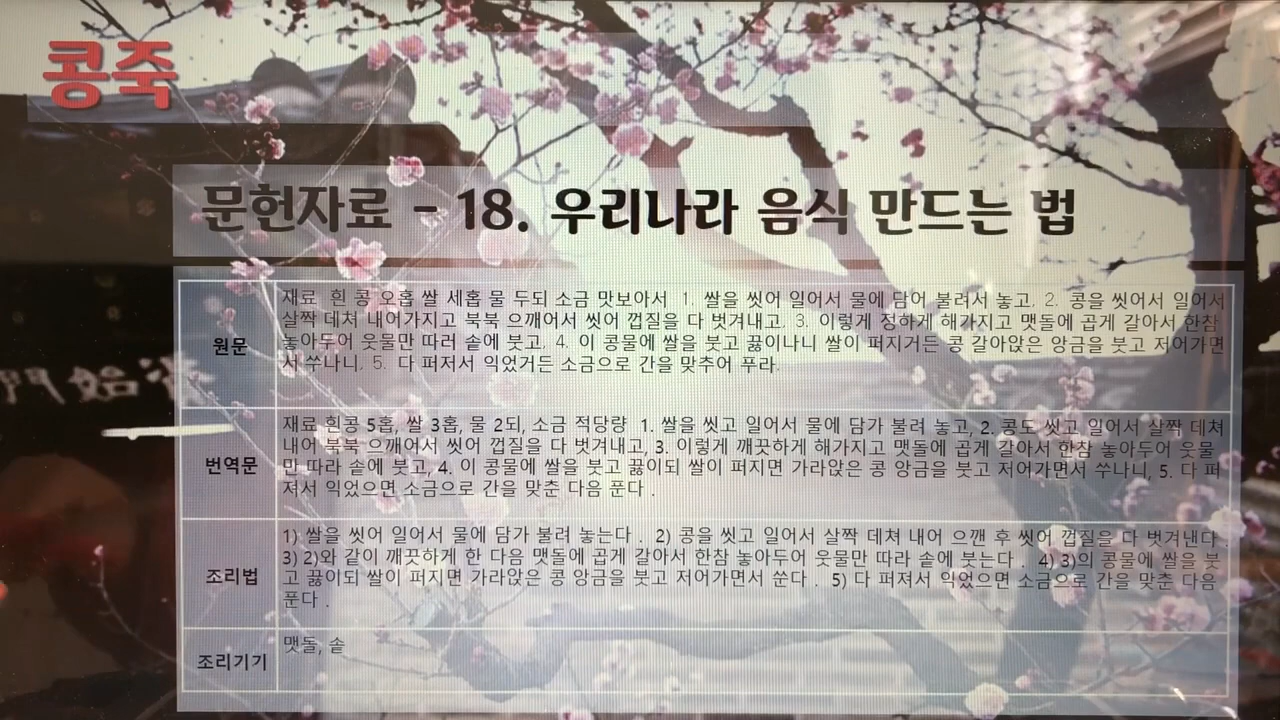 콩죽
문헌자료 - 18. 우리나라 음식 만드는 법
원문
재료 흰 콩 오홉 쌀 세홉 물 두되 소금 맛보아서 1. 쌀을 씻어 일어서 물에 담어 불려서 놓고, 2. 콩을 씻어서 일어서
살짝 데쳐 내어가지고 북북 으깨어서 씻어 껍질을 다 벗겨내고, 3. 이렇게 정하게 해가지고 맷돌에 곱게 갈아서 한참
놓아두어 웃물만 따러 솥에 붓고, 4. 이 콩물에 쌀을 붓고 끓이나니 쌀이 퍼지거든 콩 갈아앉은 앙금을 붓고 저어가면
서 쑤나니, 5. 다 퍼저서 익었거든 소금으로 간을 맞추어 푸라.
번역문
재료 흰콩 5홉, 쌀 3홉, 물 2되, 소금 적당량 1. 쌀을 씻고 일어서 물에 담가 불려 놓고, 2. 콩도 씻고 일어서 살짝 데쳐
내어 북북 으깨어서 씻어 껍질을 다 벗겨내고, 3. 이렇게 깨끗하게 해가지고 맷돌에 곱게 갈아서 한참 놓아두어 웃물
만 따라 솥에 붓고, 4. 이 콩물에 쌀을 붓고 끓이되 쌀이 퍼지면 가라앉은 콩 앙금을 붓고 저어가면서 쑤나니, 5. 다 퍼
져서 익었으면 소금으로 간을 맞춘 다음 푼다 .
조리법
1) 쌀을 씻어 일어서 물에 담가 불려 놓는다 . 2) 콩을 씻고 일어서 살짝 데쳐 내어 으깬 후 씻어 껍질을 다 벗겨낸다 .
3) 2)와 같이 깨끗하게 한 다음 맷돌에 곱게 갈아서 한참 놓아두어 웃물만 따라 솥에 붓는다 . 4) 3)의 콩물에 쌀을 붓
고 끓이되 쌀이 퍼지면 가라앉은 콩 앙금을 붓고 저어가면서 쑨다 . 5) 다 퍼져서 익었으면 소금으로 간을 맞춘 다음
푼다 .
조리기기
맷돌, 솥
門始